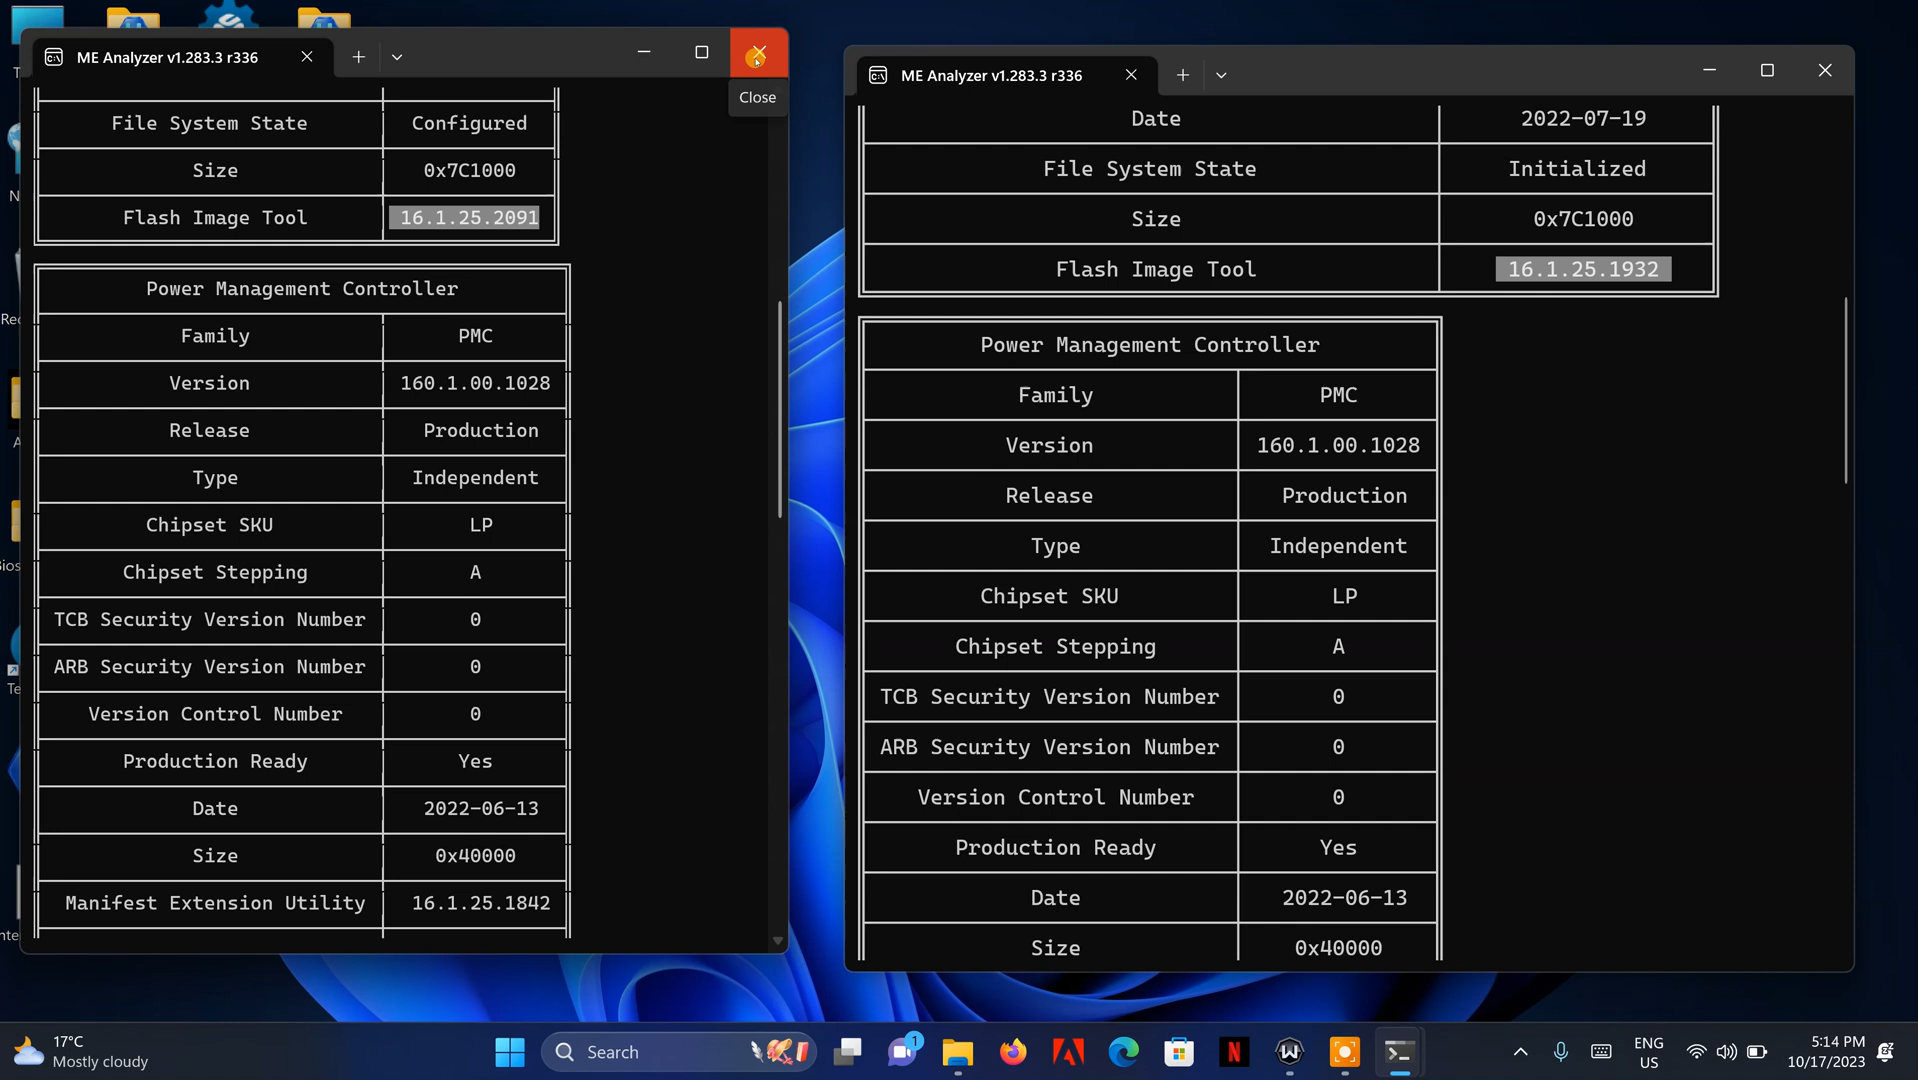 ME Analyzer v1.283.3 r336
Close
File System State Configured
Size 0x7C1000
Flash Image Tool 16.1.25.2091
Power Management Controller
Family PMC
Version 160.1.00.1028
Release Production
Type Independent
Chipset SKU LP
Chipset Stepping A
TCB Security Version Number 0
ARB Security Version Number 0
Version Control Number 0
Production Ready Yes
Date 2022-06-13
Size 0x40000
Manifest Extension Utility 16.1.25.1842
ME Analyzer v1.283.3 r336
Date 2022-07-19
File System State Initialized
Size 0x7C1000
Flash Image Tool 16.1.25.1932
Power Management Controller
Family PMC
Version 160.1.00.1028
Release Production
Type Independent
Chipset SKU LP
Chipset Stepping A
TCB Security Version Number 0
ARB Security Version Number 0
Version Control Number 0
Production Ready Yes
Date 2022-06-13
Size 0x40000
17°C
Mostly cloudy
Search
1
ENG
US
5:14 PM
10/17/2023